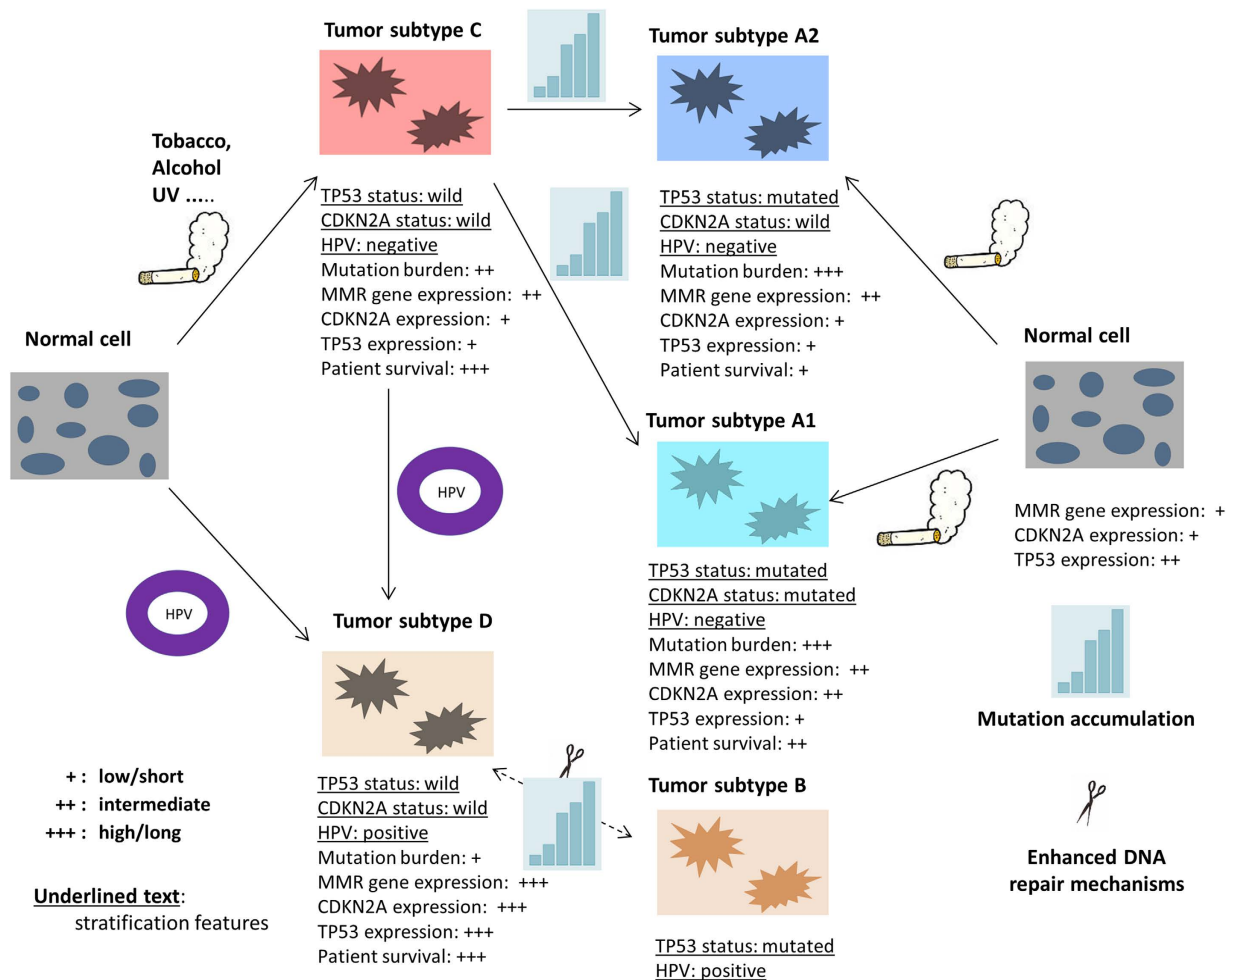 Tumor subtype C
Tumor subtype A2
Tobacco,
Alcohol
UV .....
TP53 status: wild
CDKN2A status: wild
HPV: negative
Mutation burden: ++
MMR gene expression: ++
CDKN2A expression: +
TP53 expression: +
Patient survival: +++
TP53 status: mutated
CDKN2A status: wild
HPV: negative
Mutation burden: +++
MMR gene expression: ++
CDKN2A expression: +
TP53 expression: +
Patient survival: +
Normal cell
Normal cell
MMR gene expression: +
CDKN2A expression: +
TP53 expression: ++
Tumor subtype A1
TP53 status: mutated
CDKN2A status: mutated
HPV: negative
Mutation burden: +++
MMR gene expression: ++
CDKN2A expression: ++
TP53 expression: +
Patient survival: ++
HPV
HPV
Tumor subtype D
TP53 status: wild
CDKN2A status: wild
HPV: positive
Mutation burden: +
MMR gene expression: +++
CDKN2A expression: +++
TP53 expression: +++
Patient survival: +++
Tumor subtype B
TP53 status: mutated
HPV: positive
Mutation accumulation
Enhanced DNA
repair mechanisms
+ : low/short
++ : intermediate
+++ : high/long
Underlined text:
stratification features